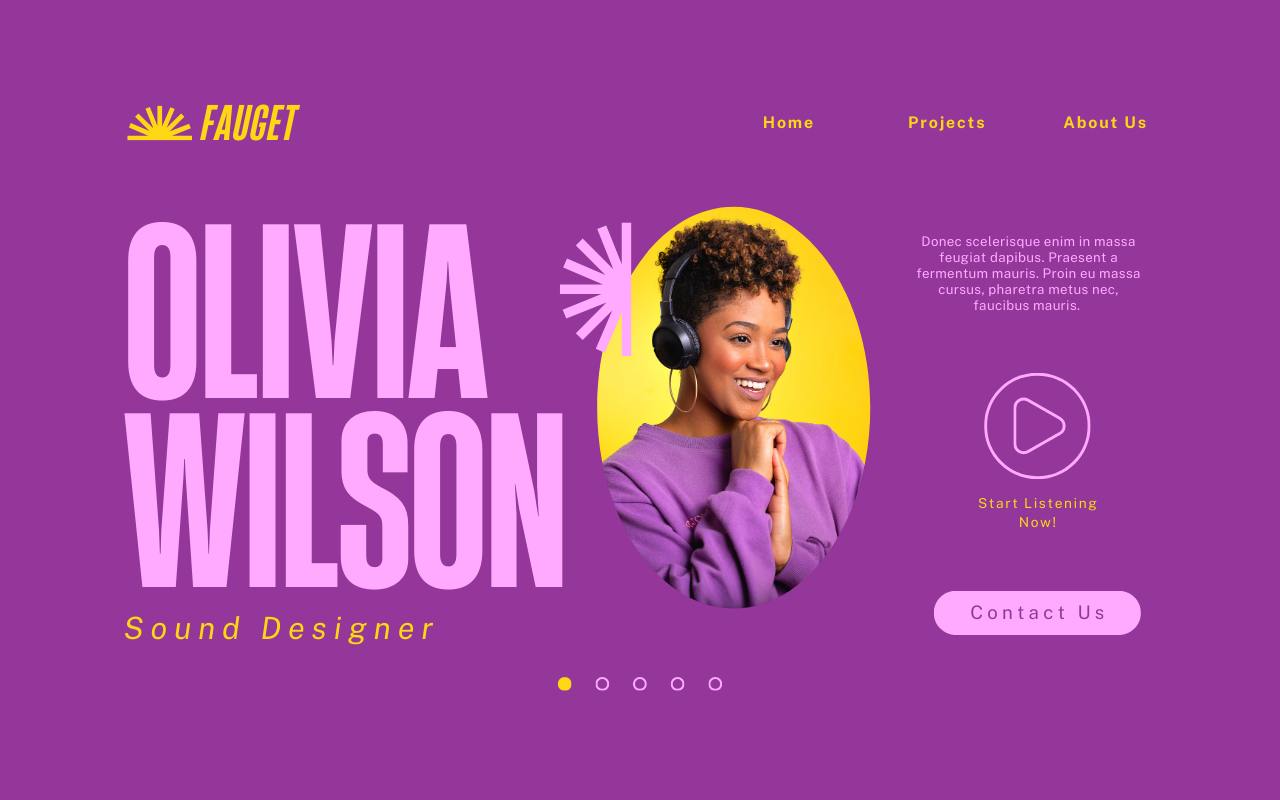 FAUGET
Home
Projects
About Us
OLIVIA
WILSON
Sound Designer
Donec scelerisque enim in massa
feugiat dapibus. Praesent a
fermentum mauris. Proin eu massa
cursus, pharetra metus nec,
faucibus mauris.
Start Listening
Now!
Contact Us